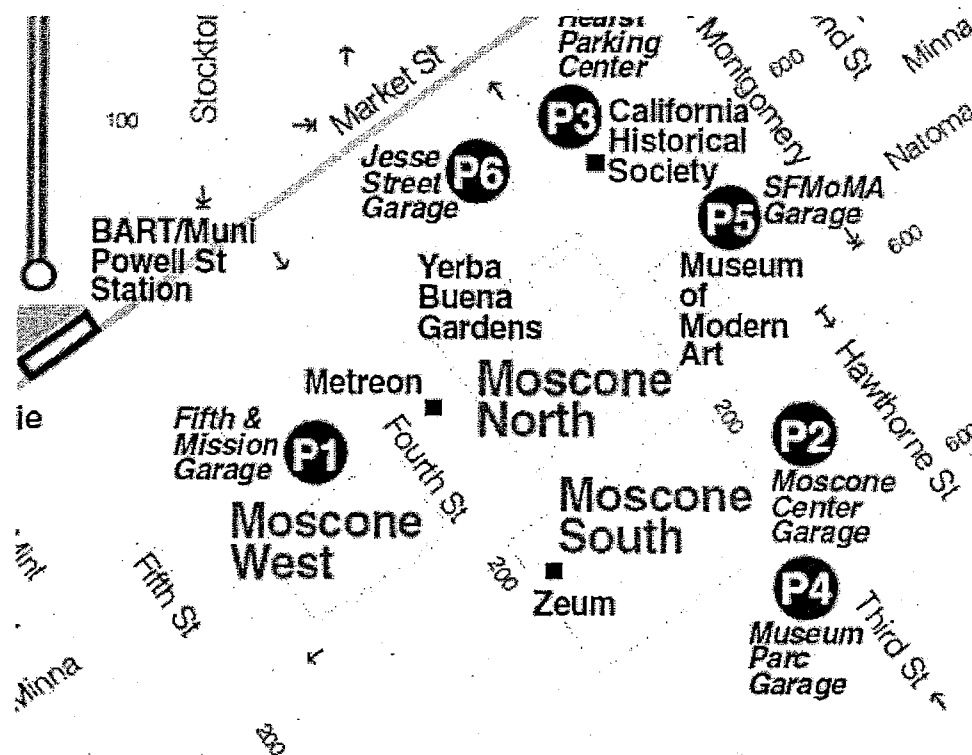 Hearst
Parking
Center
Stockton
Market St
Montgomery
600
Minna
Natoma
100
P3
California
Historical
Society
Jesse
Street
Garage
P6
P5
SFMoMA
Garage
600
BART/Muni
Powell St
Station
Yerba
Buena
Gardens
Museum
of
Modern
Art
Hawthorne St
Metreon
Moscone
North
200
P2
600
ie
Fifth &
Mission
Garage
P1
Fourth St
Moscone
Center
Garage
Moscone
West
Moscone
South
200
Zeum
P4
Museum
Parc
Garage
Third St
Mint
Fifth St
Minna
200